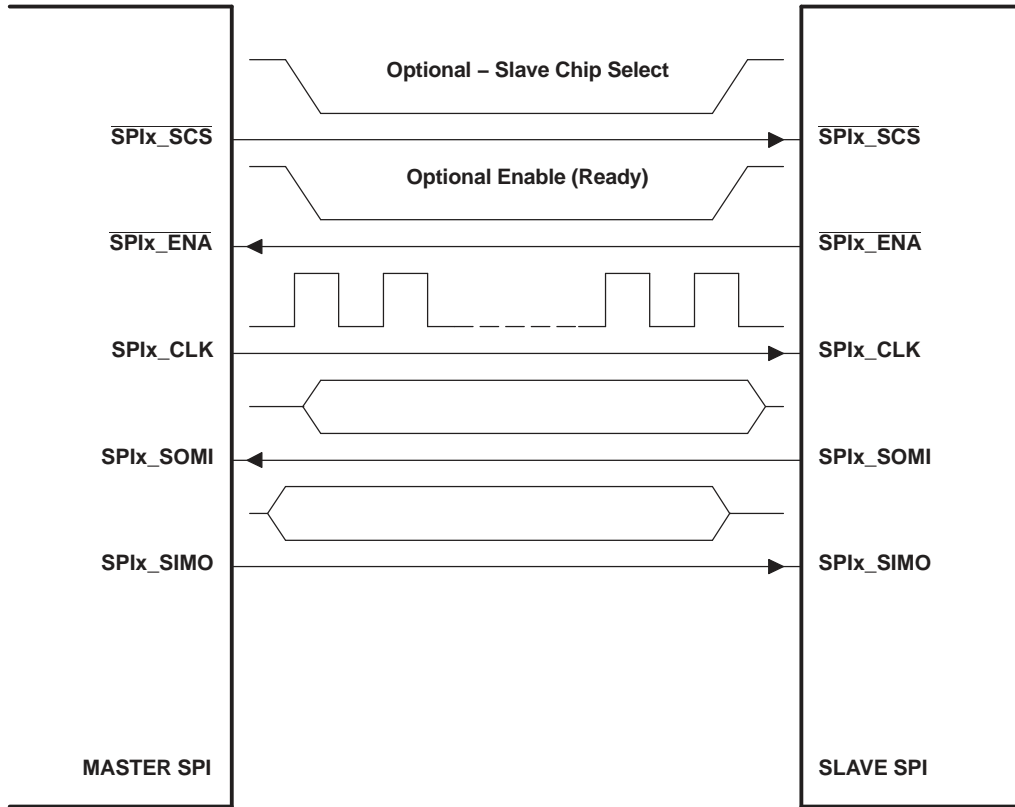 Optional – Slave Chip Select
SPIx_SCS SPIx_SCS
Optional Enable (Ready)
SPIx_ENA SPIx_ENA
SPIx_CLK SPIx_CLK
SPIx_SOMI SPIx_SOMI
SPIx_SIMO SPIx_SIMO
MASTER SPI SLAVE SPI